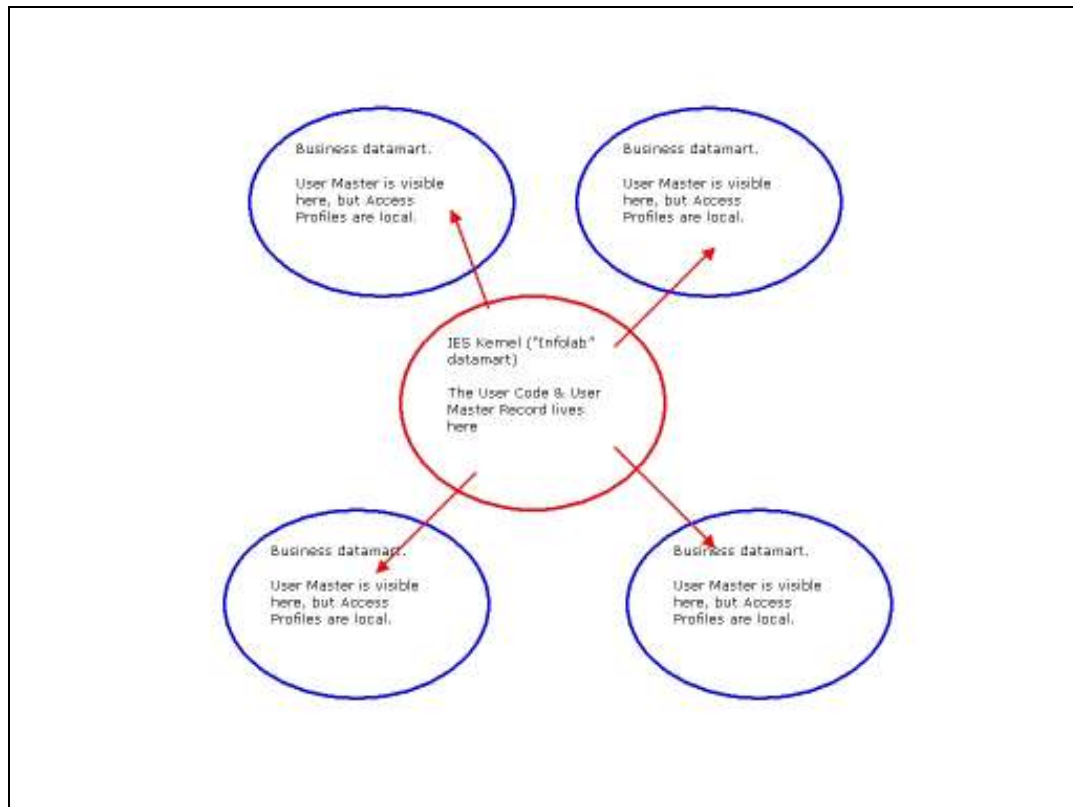 Business datamart.
User Master is visible
here, but Access
Profiles are local.
Business datamart.
User Master is visible
here, but Access
Profiles are local.
IES Kernel ("Infolab"
datamart)
The User Code & User
Master Record lives
here
Business datamart.
User Master is visible
here, but Access
Profiles are local.
Business datamart.
User Master is visible
here, but Access
Profiles are local.